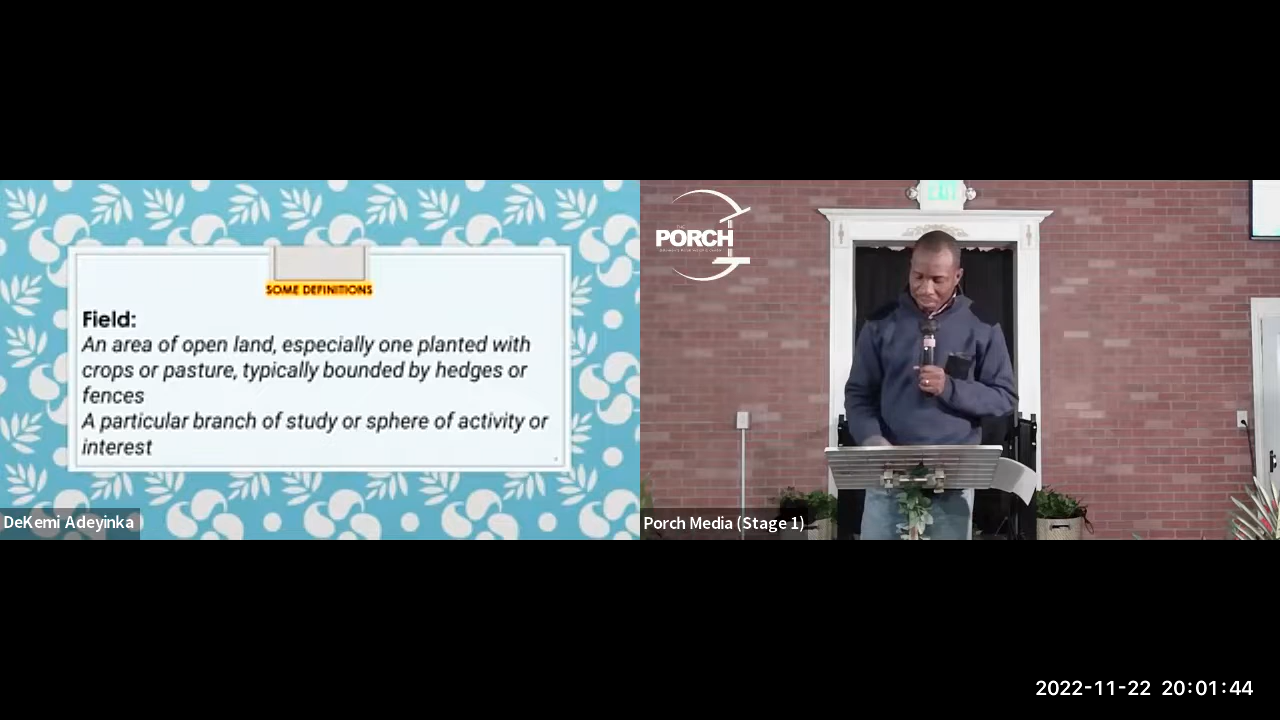 SOME DEFINITIONS
Field:
An area of open land, especially one planted with
crops or pasture, typically bounded by hedges or
fences
A particular branch of study or sphere of activity or
interest
DeKemi Adeyinka
EXIT
THE
PORCH
Porch Media (Stage 1)
2022-11-22 20:01:44